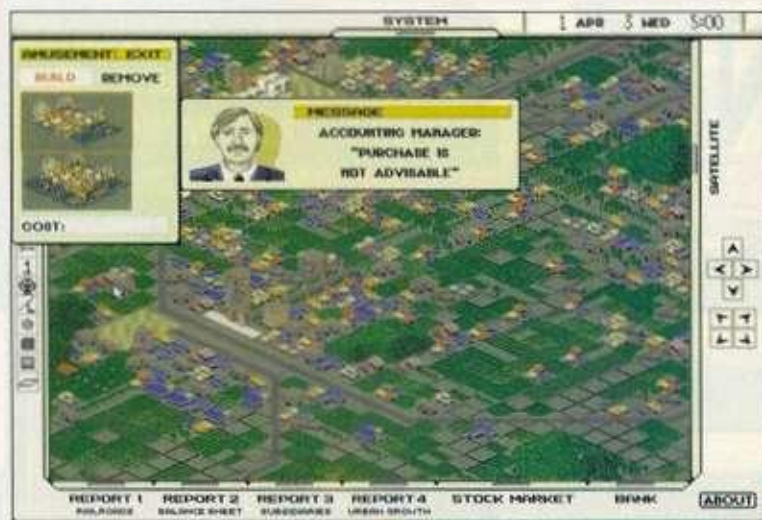 SYSTEM
1 APR 3 WED 5:00
AMUSEMENT: EXIT
BUILD REMOVE
COST:
MESSAGE
ACCOUNTING MANAGER:
"PURCHASE IS
NOT ADVISABLE"
SATELLITE
REPORT 1 REPORT 2 REPORT 3 REPORT 4 STOCK MARKET BANK ABOUT
RAILROADS BALANCE SHEET SUBSIDIARIES URBAN GROWTH